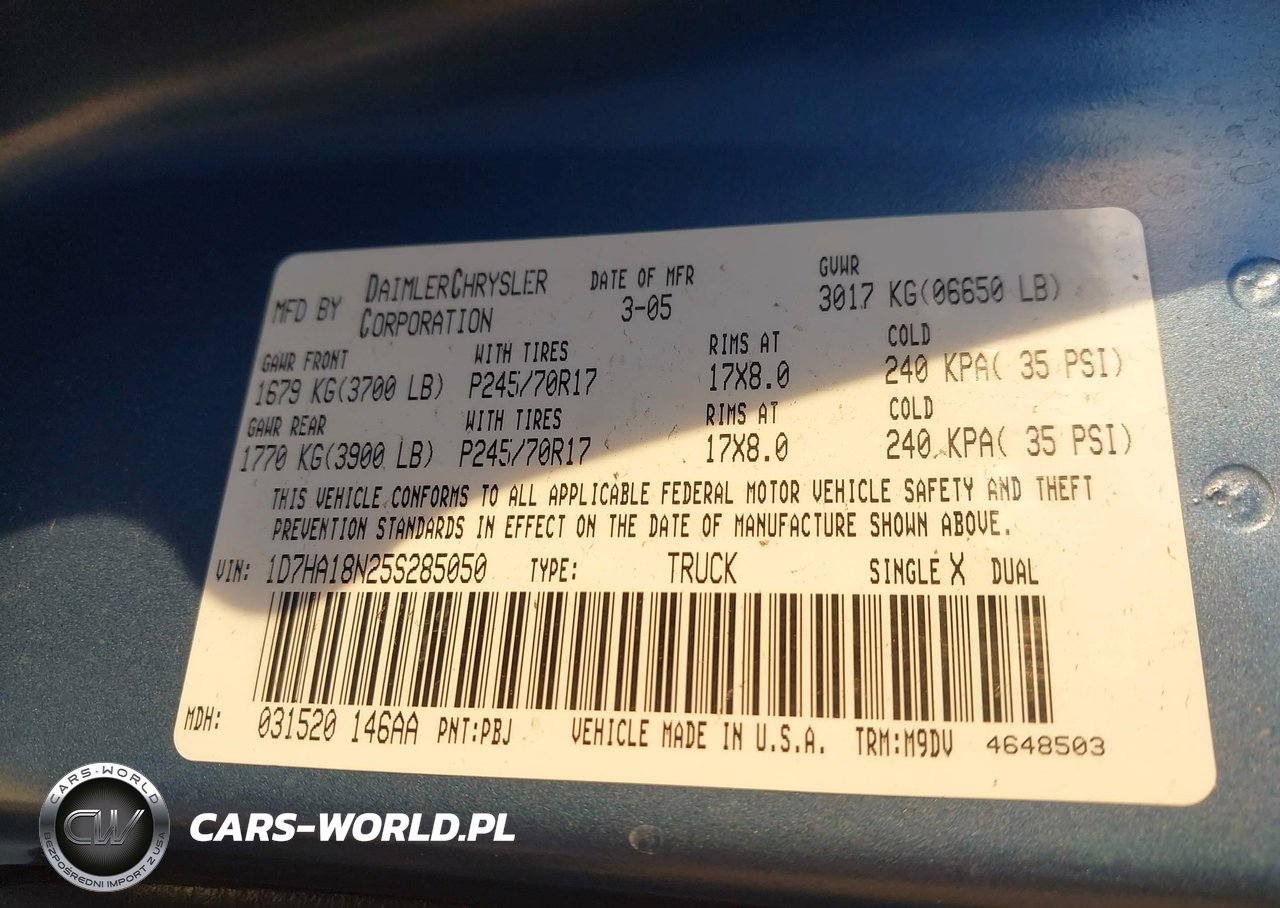 MFD BY DAIMLERCHRYSLER CORPORATION DATE OF MFR 3-05 GVWR 3017 KG(06650 LB)
GAWR FRONT WITH TIRES RIMS AT COLD
1679 KG(3700 LB) P245/70R17 17X8.0 240 KPA( 35 PSI)
GAWR REAR WITH TIRES RIMS AT COLD
1770 KG(3900 LB) P245/70R17 17X8.0 240 KPA( 35 PSI)
THIS VEHICLE CONFORMS TO ALL APPLICABLE FEDERAL MOTOR VEHICLE SAFETY AND THEFT
PREVENTION STANDARDS IN EFFECT ON THE DATE OF MANUFACTURE SHOWN ABOVE.
VIN: 1D7HA18N25S285050 TYPE: TRUCK SINGLE X DUAL
MDH: 031520 146AA PNT:PBJ VEHICLE MADE IN U.S.A. TRM:M9DV 4648503
CARS-WORLD
CW
BEZPOŚREDNI IMPORT Z USA
CARS-WORLD.PL